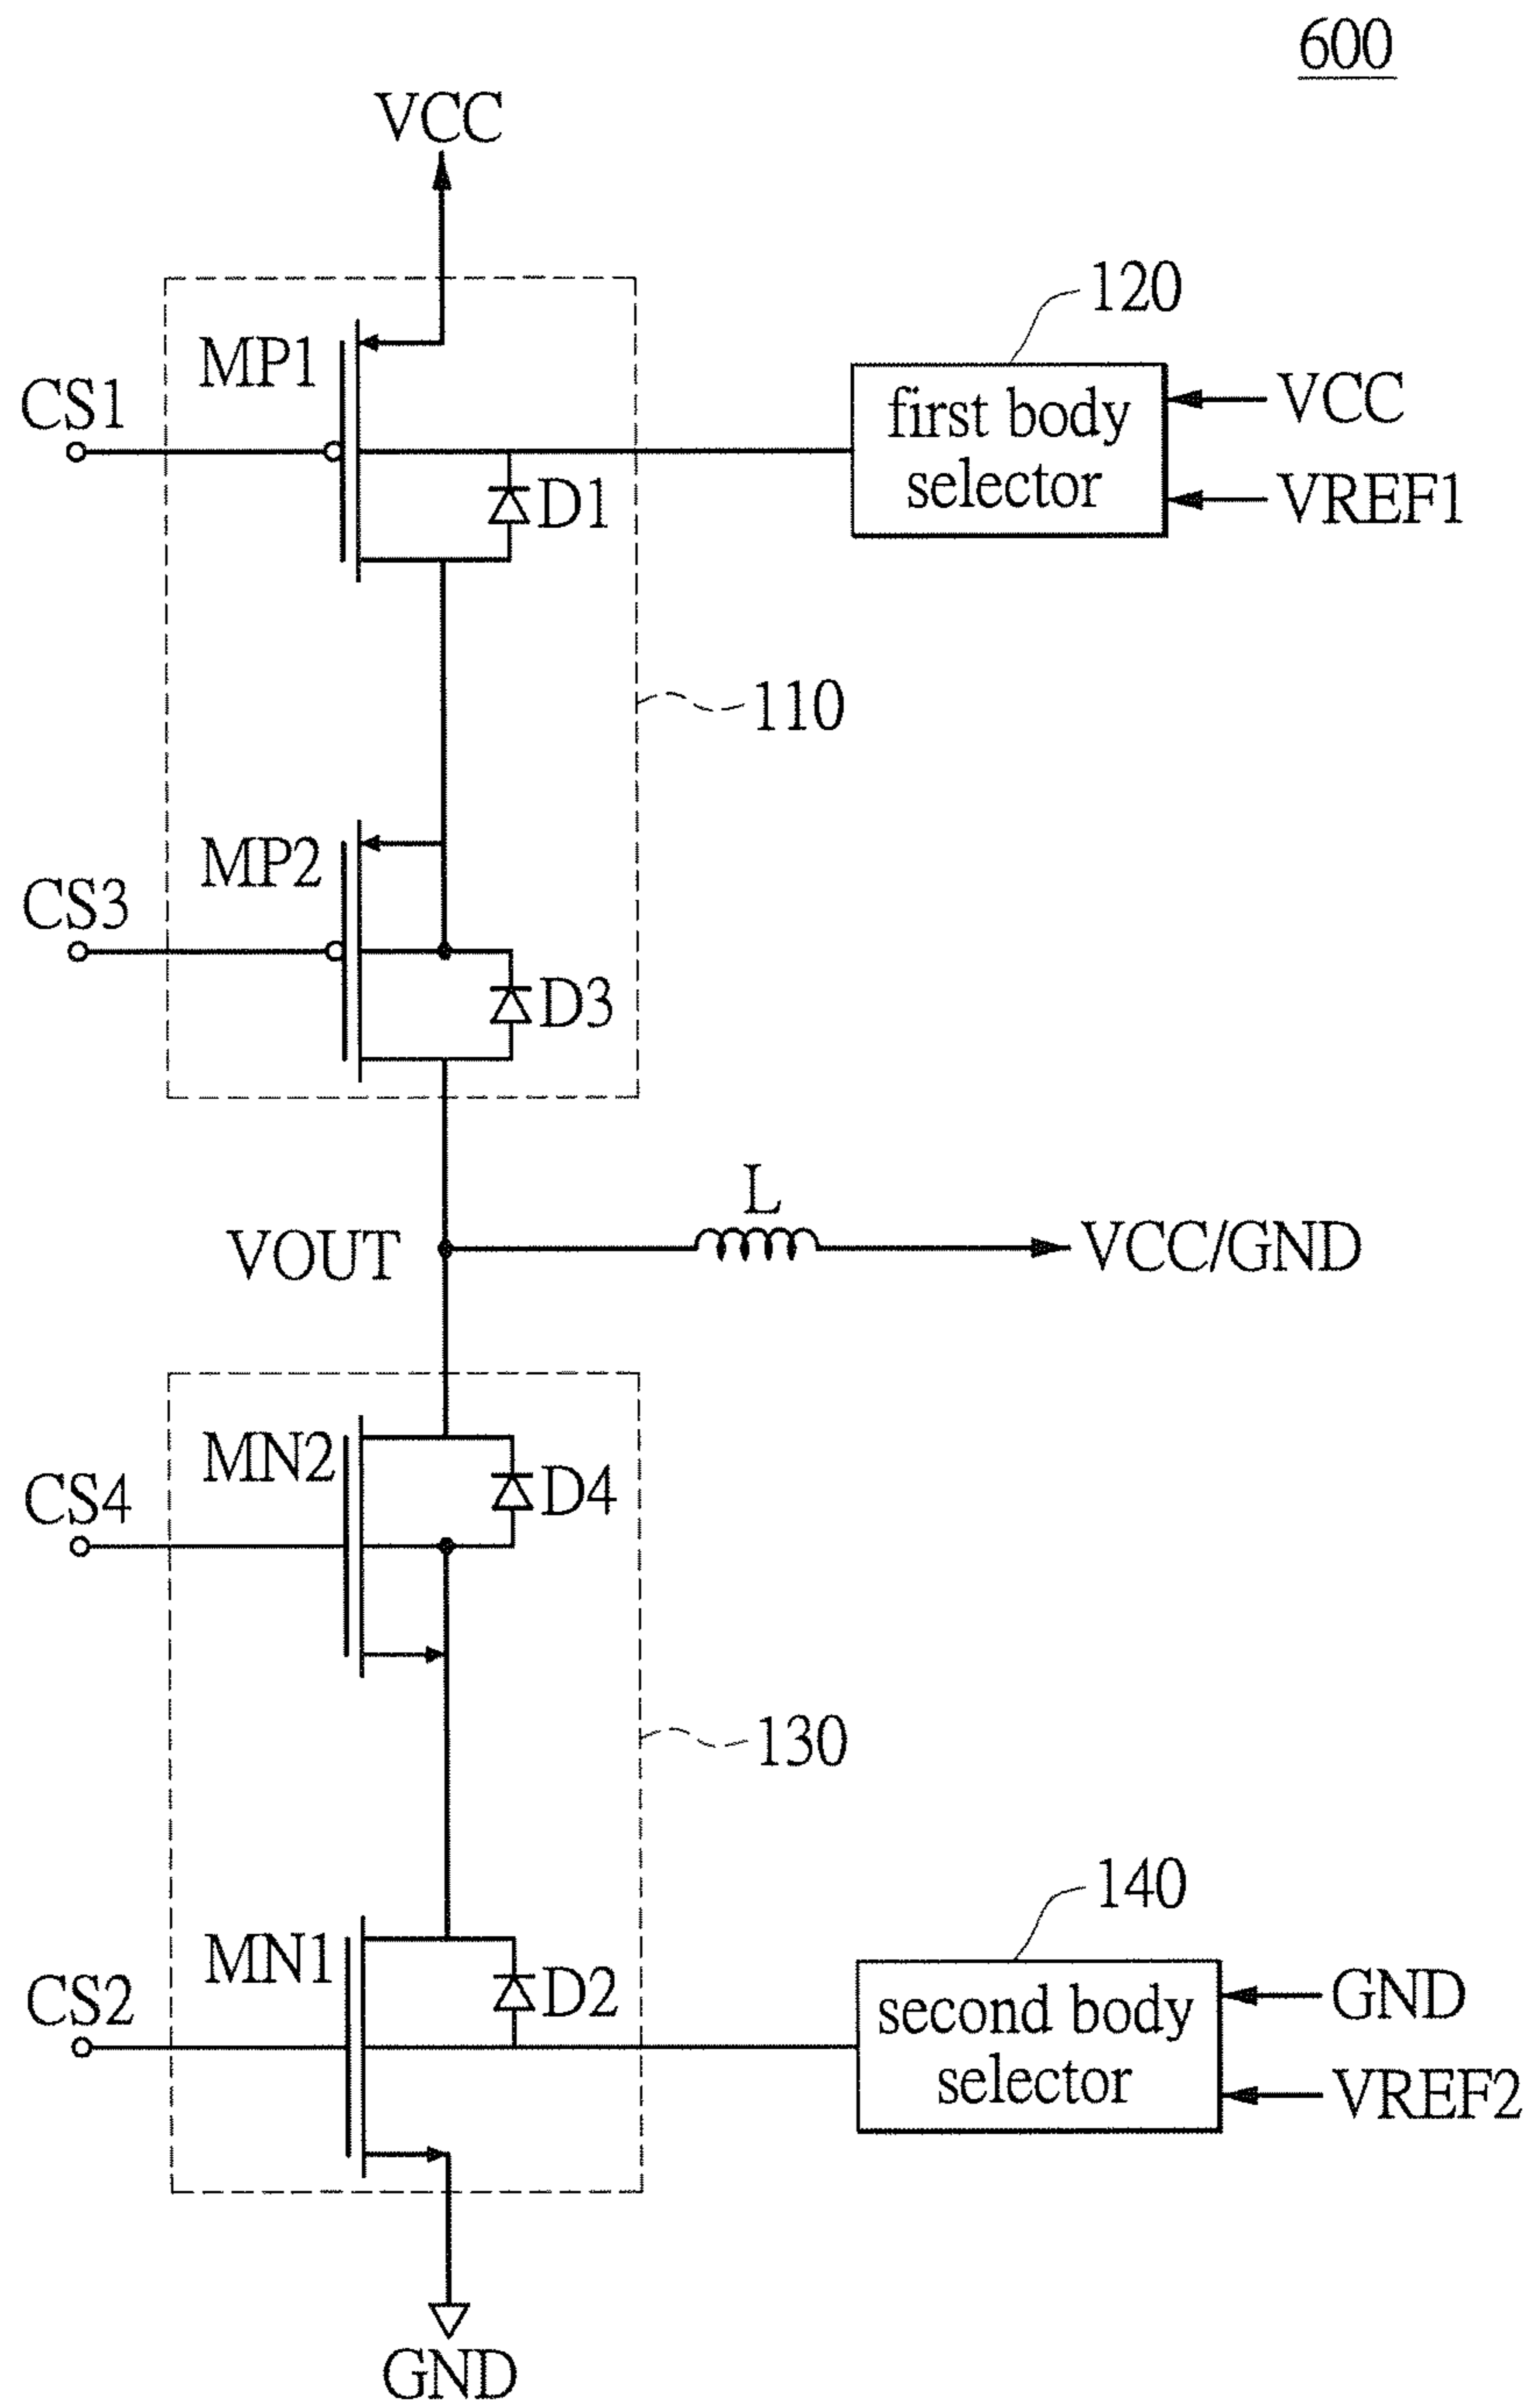 600
VCC
120
MP1
CS1
first body
selector
VCC
VREF1
D1
110
MP2
CS3
D3
L
VOUT
VCC/GND
MN2
CS4
D4
130
140
MN1
CS2
D2
second body
selector
GND
VREF2
GND